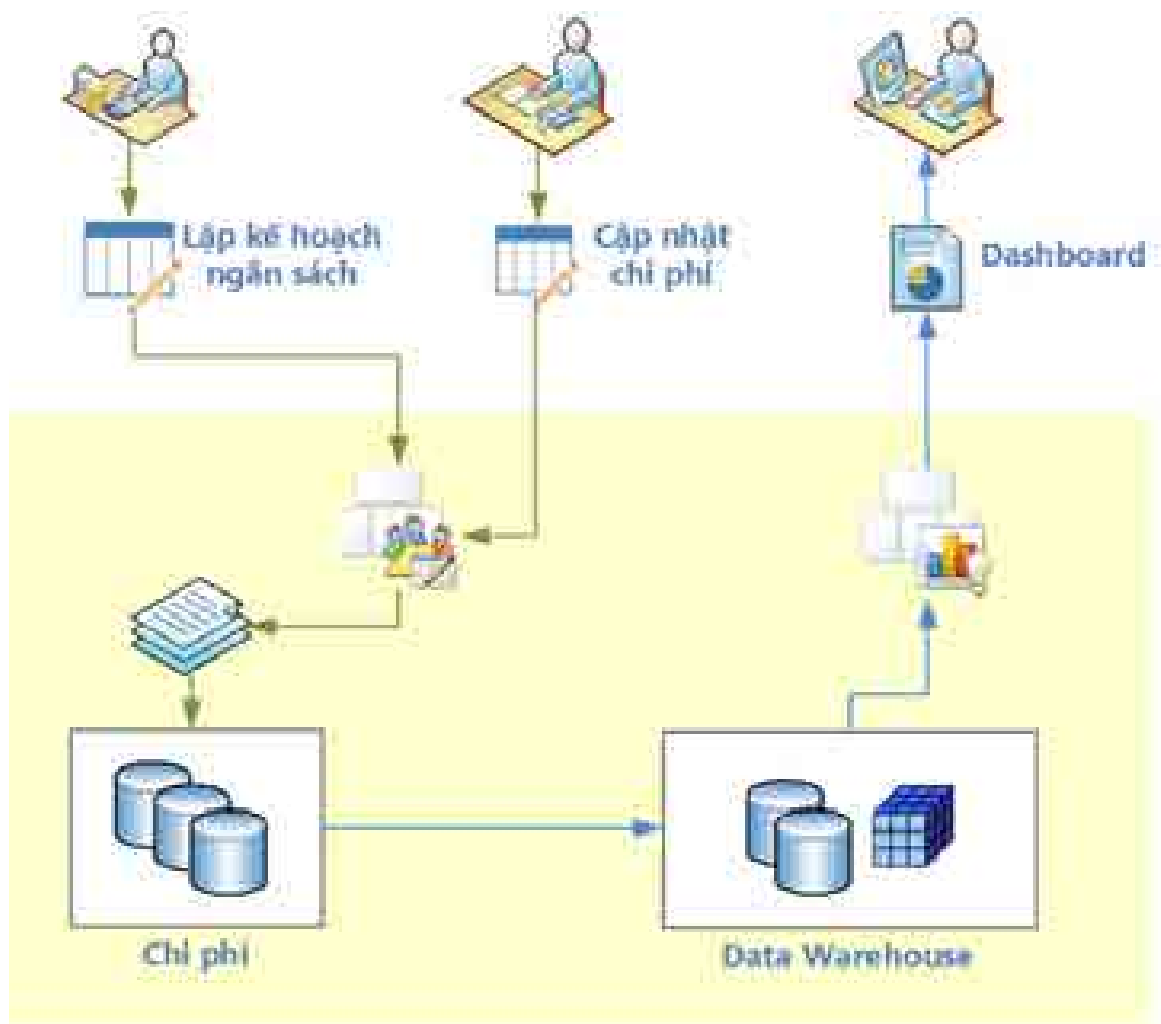 Lập kế hoạch
ngân sách
Cập nhật
chi phí
Dashboard
Chi phí
Data Warehouse